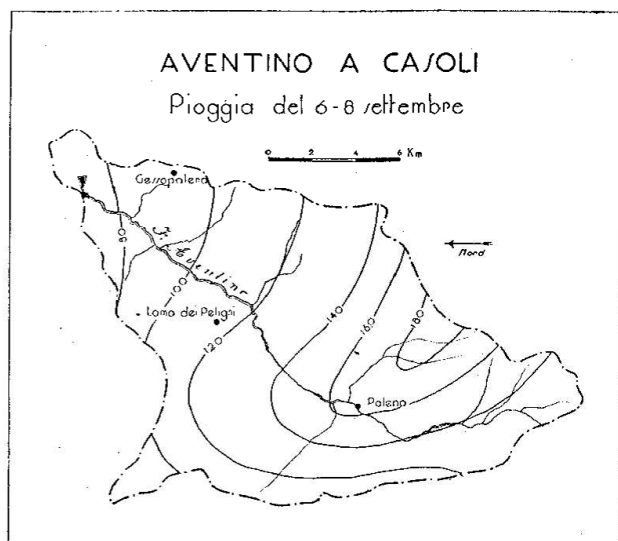 AVENTINO A CASOLI
Pioggia del 6-8 settembre
0 2 4 6 Km
Gessopalena
F. Aventino
Nord
Lama dei Peligni
100
120
140
160
180
Palena